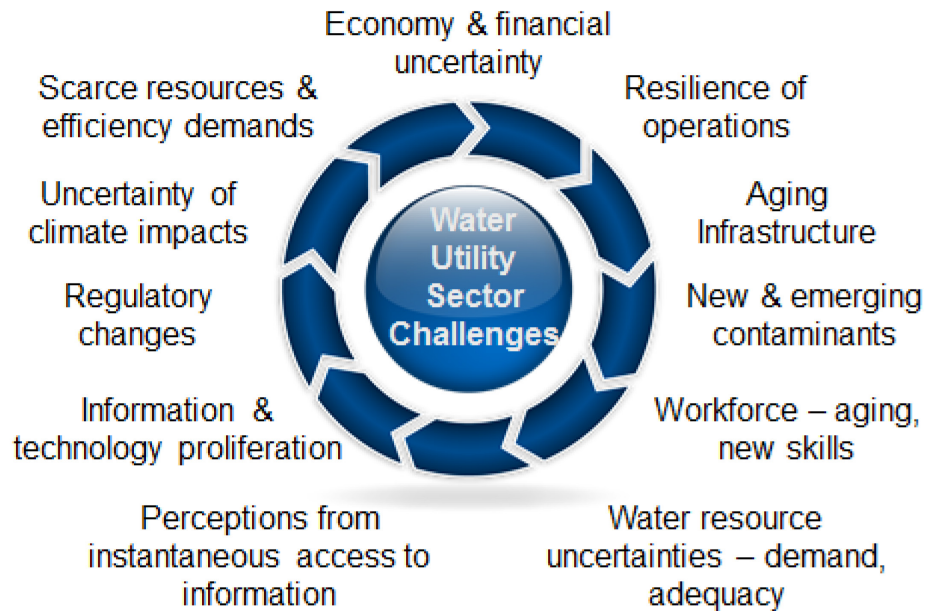 Economy & financial
uncertainty
Resilience of
operations
Aging
Infrastructure
New & emerging
contaminants
Workforce – aging,
new skills
Water resource
uncertainties – demand,
adequacy
Perceptions from
instantaneous access to
information
Information &
technology proliferation
Regulatory
changes
Uncertainty of
climate impacts
Scarce resources &
efficiency demands
Water
Utility
Sector
Challenges